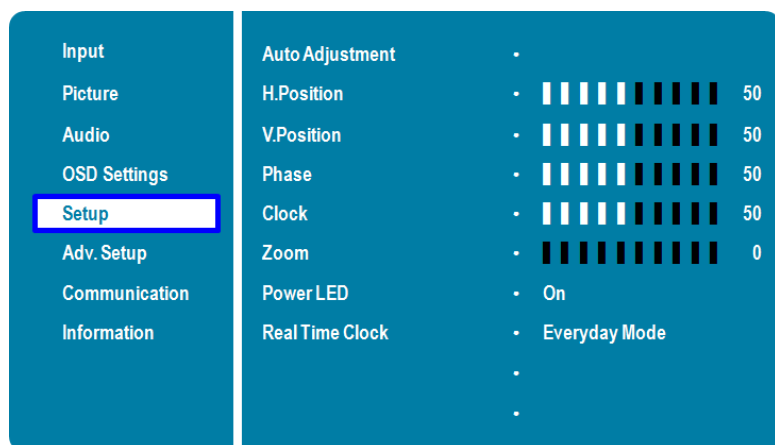 Input
Picture
Audio
OSD Settings
Setup
Adv. Setup
Communication
Information
Auto Adjustment •
H.Position • 50
V.Position • 50
Phase • 50
Clock • 50
Zoom • 0
Power LED • On
Real Time Clock • Everyday Mode
•
•